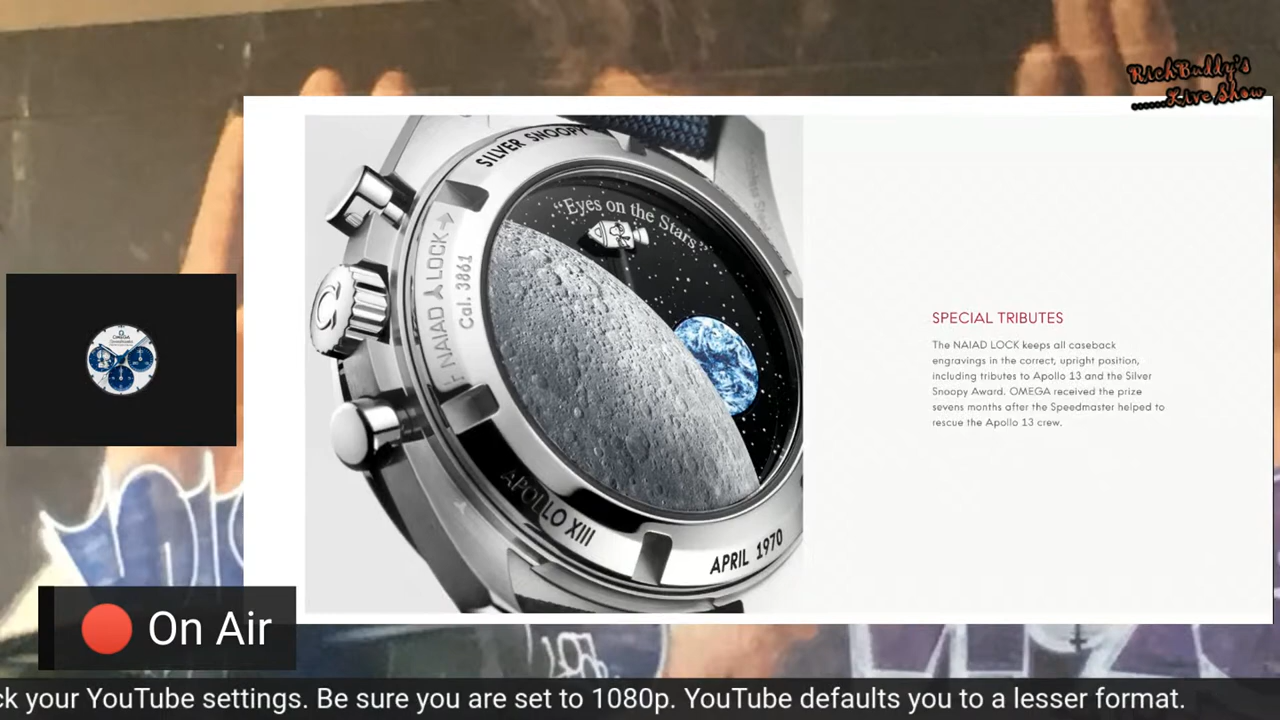 RichBuddy's
......Live Show
SILVER SNOOPY
"Eyes on the Stars"
NAIAD LOCK
Cal. 3861
APOLLO XIII
APRIL 1970
SPECIAL TRIBUTES
The NAIAD LOCK keeps all caseback
engravings in the correct, upright position,
including tributes to Apollo 13 and the Silver
Snoopy Award. OMEGA received the prize
sevens months after the Speedmaster helped to
rescue the Apollo 13 crew.
OMEGA
On Air
ck your YouTube settings. Be sure you are set to 1080p. YouTube defaults you to a lesser format.